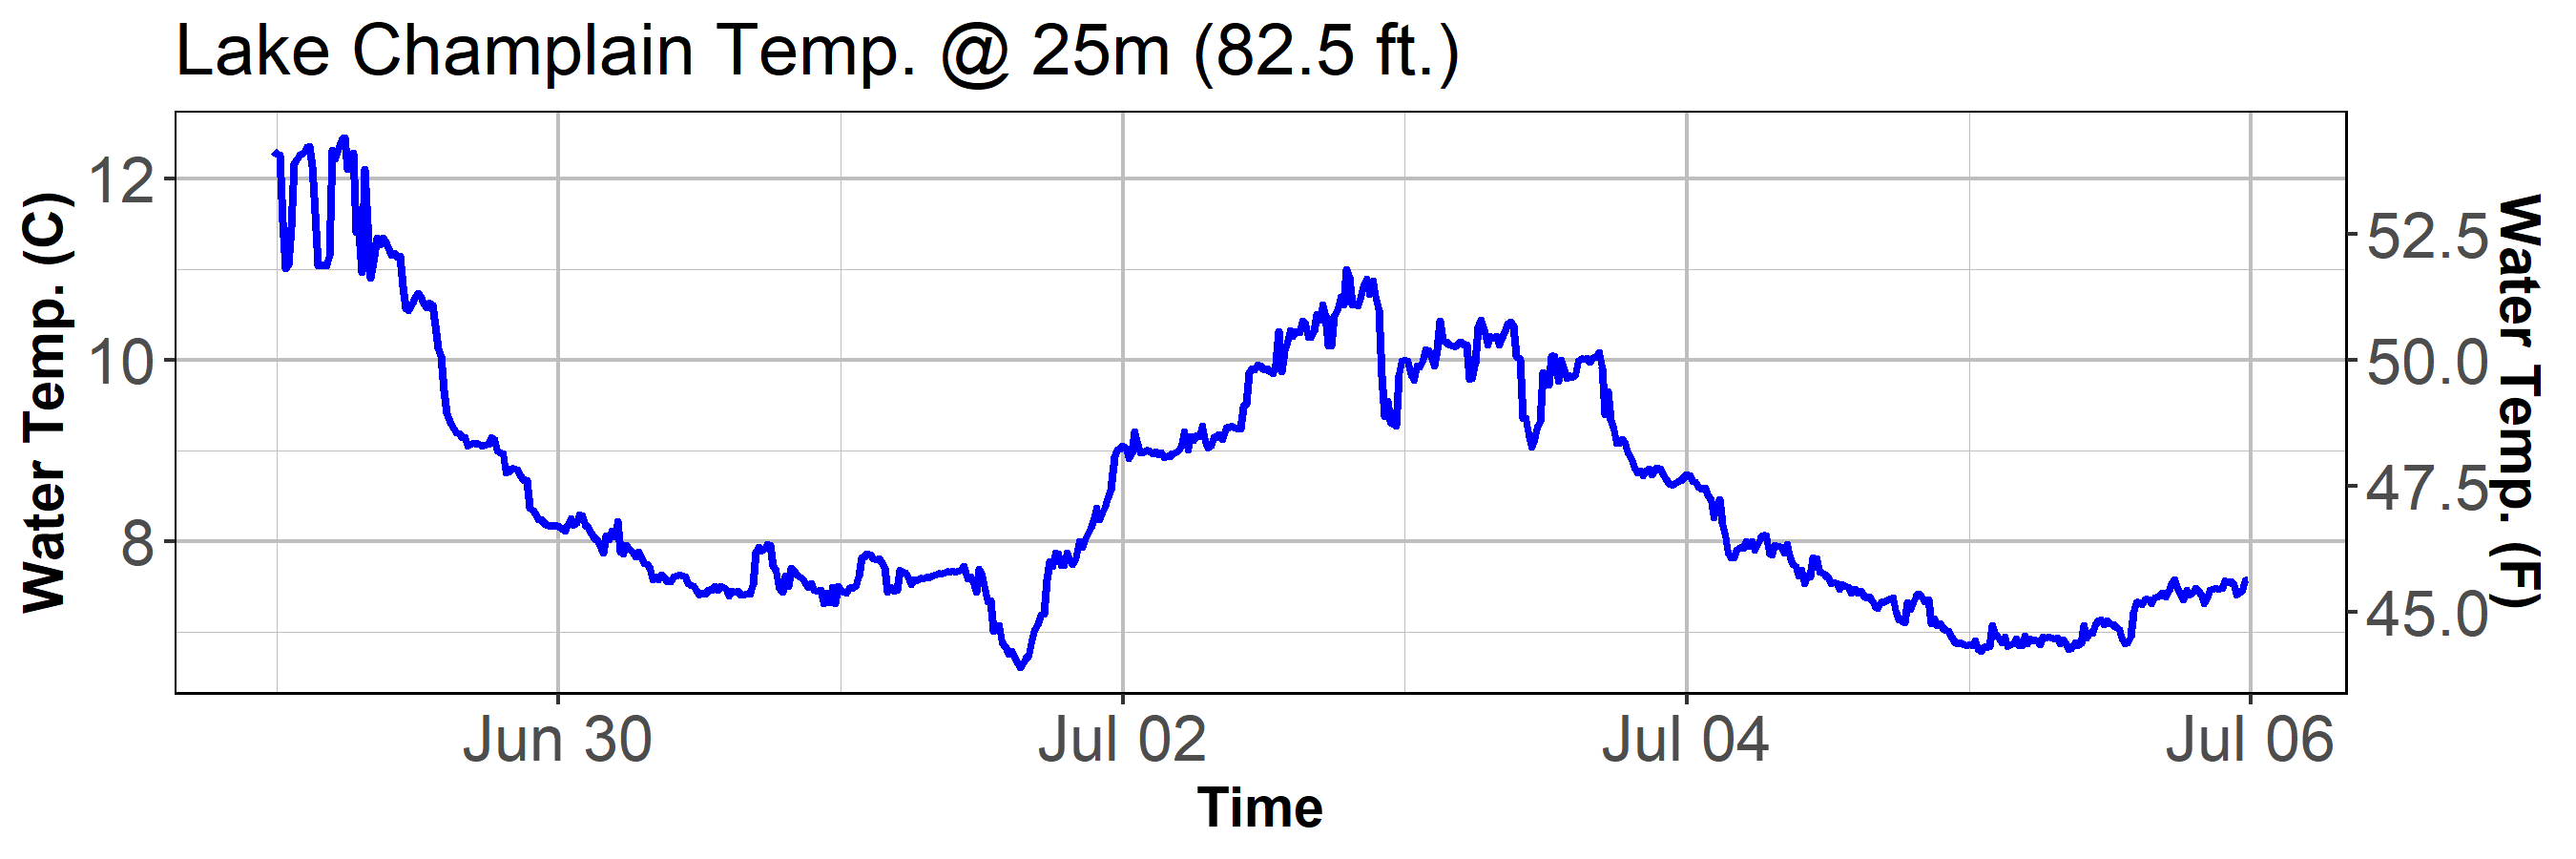 Lake Champlain Temp. @ 25m (82.5 ft.)
Water Temp. (C)
12
10
8
52.5
50.0
47.5
45.0
Water Temp. (F)
Jun 30
Jul 02
Jul 04
Jul 06
Time